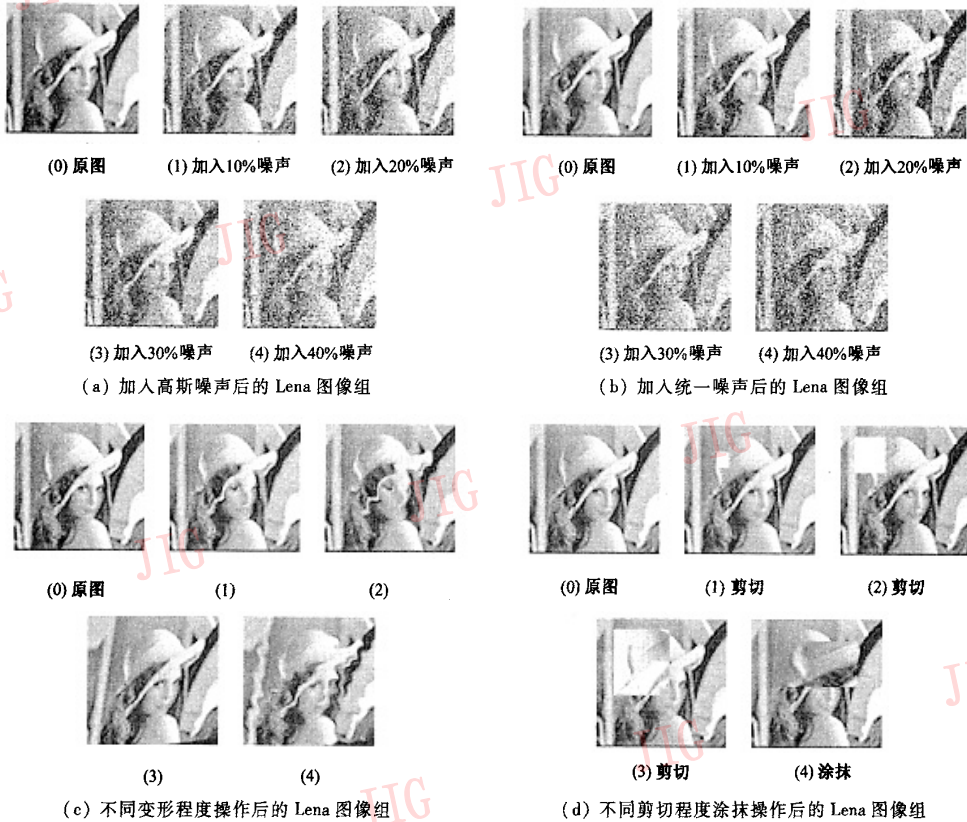 (0) 原图
(1) 加入10%噪声
(2) 加入20%噪声
(3) 加入30%噪声
(4) 加入40%噪声
(a) 加入高斯噪声后的 Lena 图像组
(0) 原图
(1) 加入10%噪声
(2) 加入20%噪声
(3) 加入30%噪声
(4) 加入40%噪声
(b) 加入统一噪声后的 Lena 图像组
(0) 原图
(1)
(2)
(3)
(4)
(c) 不同变形程度操作后的 Lena 图像组
(0) 原图
(1) 剪切
(2) 剪切
(3) 剪切
(4) 涂抹
(d) 不同剪切程度涂抹操作后的 Lena 图像组
JIG
JIG
JIG
JIG
JIG
JIG
JIG
JIG